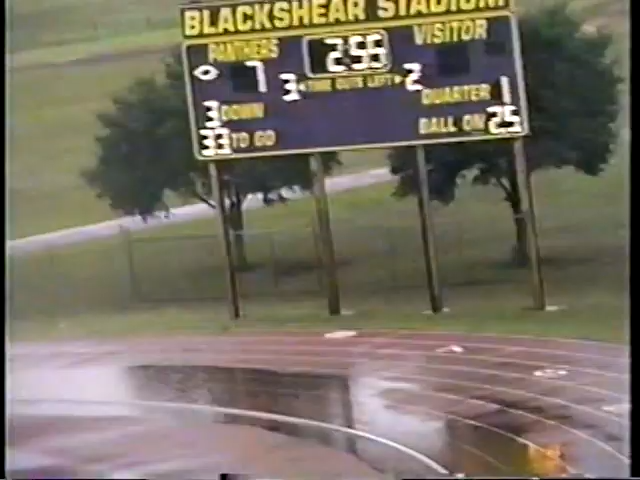 BLACKSHEAR STADIUM
PANTHERS 2:55 VISITOR
7
3 TIME OUTS LEFT 2
3 DOWN QUARTER 1
33 TO GO BALL ON 25